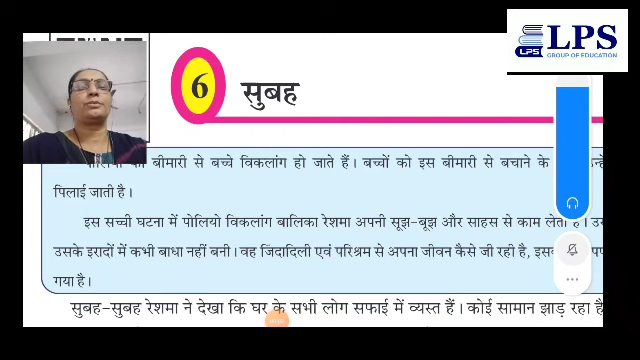 LPS
LPS
GROUP OF EDUCATION
6
सुबह
बीमारी से बच्चे विकलांग हो जाते हैं। बच्चों को इस बीमारी से बचाने के
पिलाई जाती है।
इस सच्ची घटना में पोलियो विकलांग बालिका रेशमा अपनी सूझ-बूझ और साहस से काम लेती है।
उसके इरादों में कभी बाधा नहीं बनी। वह जिंदादिली एवं परिश्रम से अपना जीवन कैसे जी रही है,
गया है।
सुबह-सुबह रेशमा ने देखा कि घर के सभी लोग सफाई में व्यस्त हैं। कोई सामान झाड़ रहा है